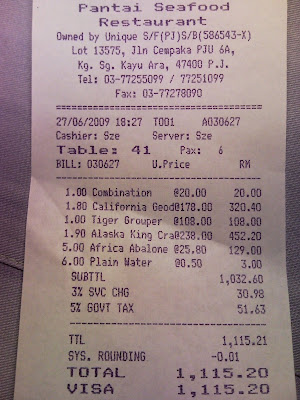 Pantai Seafood
Restaurant
Owned by Unique S/F(PJ)S/B(586543-X)
Lot 13575, Jln Cempaka PJU 6A,
Kg. Sg. Kayu Ara, 47400 P.J.
Tel: 03-77255099 / 77251099
Fax: 03-77278090
27/06/2009 18:27 T001 A030627
Cashier: Sze Server: Sze
Table: 41 Pax: 6
BILL: 030627 U.Price RM
1.00 Combination @20.00 20.00
1.80 California Geod@178.00 320.40
1.00 Tiger Grouper @108.00 108.00
1.90 Alaska King Cra@238.00 452.20
5.00 Africa Abalone @25.80 129.00
6.00 Plain Water @0.50 3.00
SUBTTL 1,032.60
3% SVC CHG 30.98
5% GOVT TAX 51.63
TTL 1,115.21
SYS. ROUNDING -0.01
TOTAL 1,115.20
VISA 1,115.20